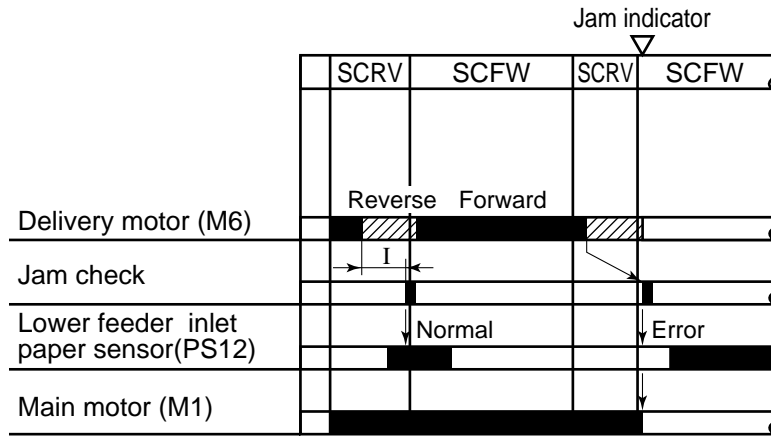 Jam indicator
SCRV SCFW SCRV SCFW
Reverse Forward
Delivery motor (M6)
I
Jam check
Lower feeder inlet
paper sensor(PS12)
Normal
Error
Main motor (M1)